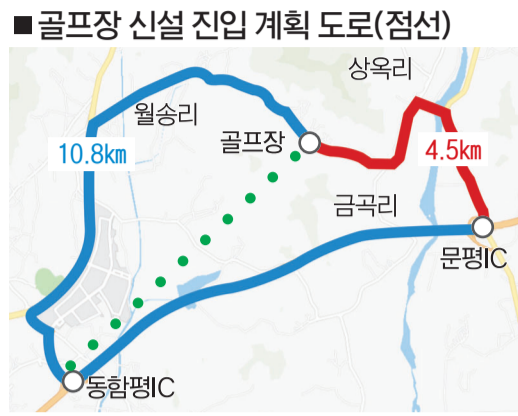 ■ 골프장 신설 진입 계획 도로(점선)
상옥리
월송리
골프장
10.8km
4.5km
금곡리
문평IC
동함평IC